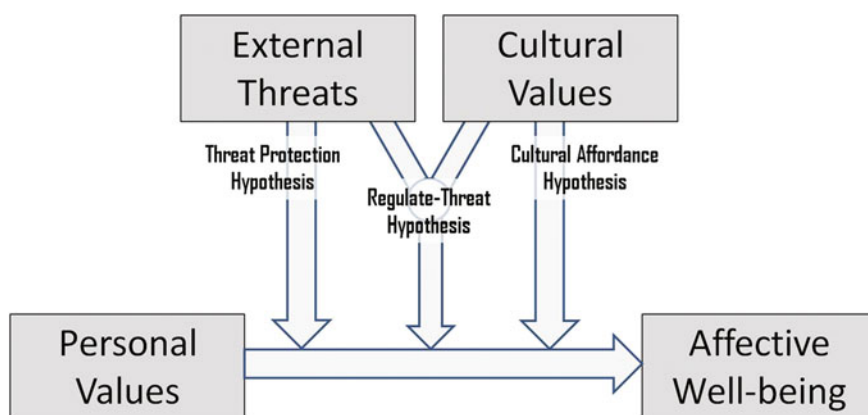 External
Threats
Cultural
Values
Threat Protection
Hypothesis
Regulate-Threat
Hypothesis
Cultural Affordance
Hypothesis
Personal
Values
Affective
Well-being